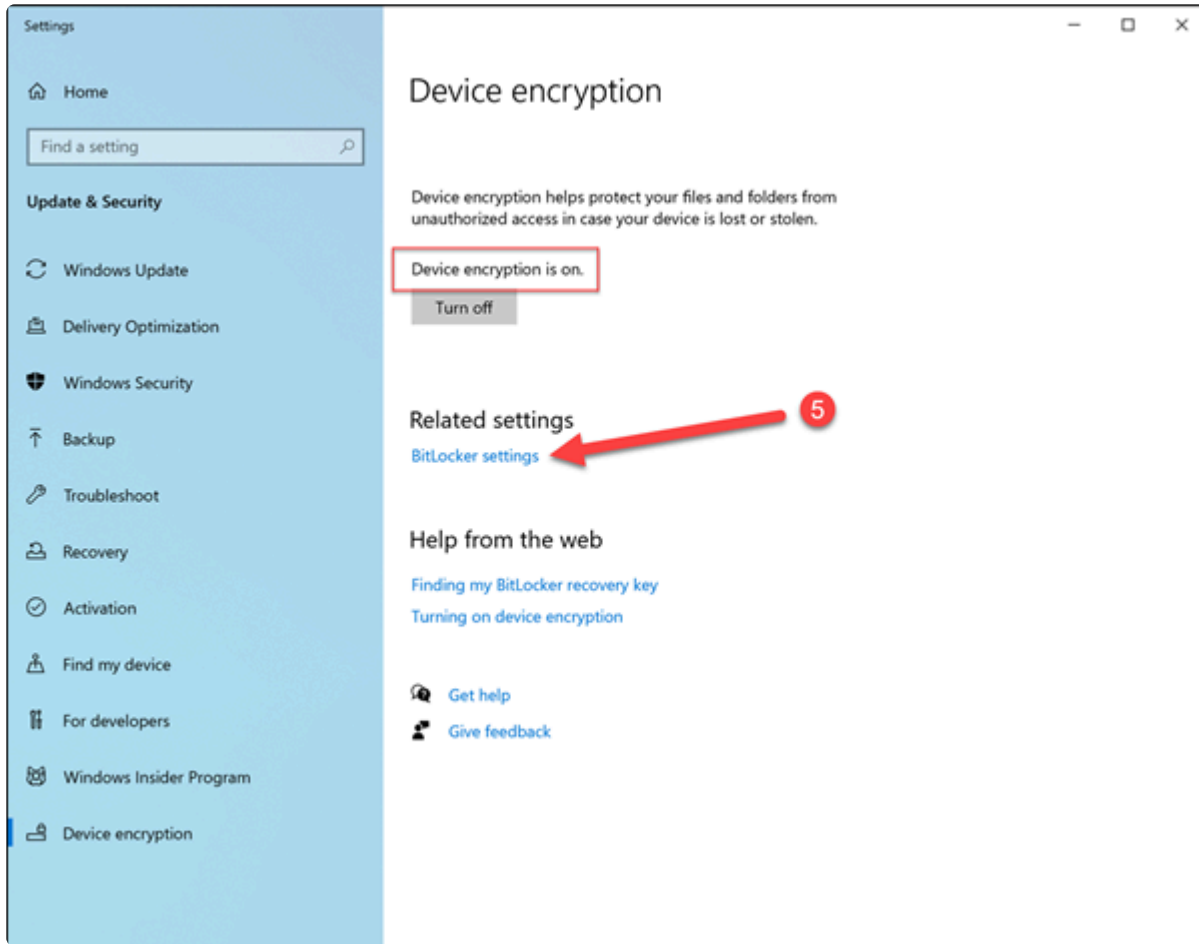 Settings
Home
Find a setting
Update & Security
Windows Update
Delivery Optimization
Windows Security
Backup
Troubleshoot
Recovery
Activation
Find my device
For developers
Windows Insider Program
Device encryption
Device encryption
Device encryption helps protect your files and folders from
unauthorized access in case your device is lost or stolen.
Device encryption is on.
Turn off
Related settings
5
BitLocker settings
Help from the web
Finding my BitLocker recovery key
Turning on device encryption
Get help
Give feedback